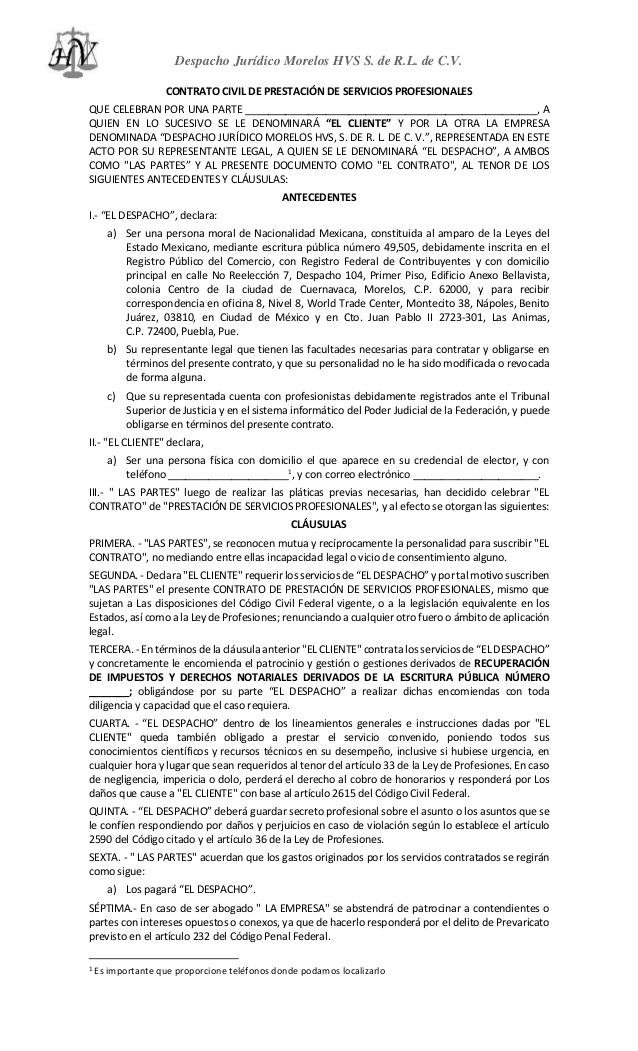 HV
Despacho Jurídico Morelos HVS S. de R.L. de C.V.
CONTRATO CIVIL DE PRESTACIÓN DE SERVICIOS PROFESIONALES
QUE CELEBRAN POR UNA PARTE ____________________, A
QUIEN EN LO SUCESIVO SE LE DENOMINARÁ “EL CLIENTE” Y POR LA OTRA LA EMPRESA
DENOMINADA “DESPACHO JURÍDICO MORELOS HVS, S. DE R. L. DE C. V.”, REPRESENTADA EN ESTE
ACTO POR SU REPRESENTANTE LEGAL, A QUIEN SE LE DENOMINARÁ “EL DESPACHO”, A AMBOS
COMO "LAS PARTES" Y AL PRESENTE DOCUMENTO COMO "EL CONTRATO", AL TENOR DE LOS
SIGUIENTES ANTECEDENTES Y CLÁUSULAS:
ANTECEDENTES
I.- “EL DESPACHO”, declara:
a) Ser una persona moral de Nacionalidad Mexicana, constituida al amparo de la Leyes del
Estado Mexicano, mediante escritura pública número 49,505, debidamente inscrita en el
Registro Público del Comercio, con Registro Federal de Contribuyentes y con domicilio
principal en calle No Reelección 7, Despacho 104, Primer Piso, Edificio Anexo Bellavista,
colonia Centro de la ciudad de Cuernavaca, Morelos, C.P. 62000, y para recibir
correspondencia en oficina 8, Nivel 8, World Trade Center, Montecito 38, Nápoles, Benito
Juárez, 03810, en Ciudad de México y en Cto. Juan Pablo II 2723-301, Las Animas,
C.P. 72400, Puebla, Pue.
b) Su representante legal que tienen las facultades necesarias para contratar y obligarse en
términos del presente contrato, y que su personalidad no le ha sido modificada o revocada
de forma alguna.
c) Que su representada cuenta con profesionistas debidamente registrados ante el Tribunal
Superior de Justicia y en el sistema informático del Poder Judicial de la Federación, y puede
obligarse en términos del presente contrato.
II.- "EL CLIENTE" declara,
a) Ser una persona física con domicilio el que aparece en su credencial de elector, y con
teléfono ____________________1, y con correo electrónico ____________________.
III.- " LAS PARTES" luego de realizar las pláticas previas necesarias, han decidido celebrar "EL
CONTRATO" de "PRESTACIÓN DE SERVICIOS PROFESIONALES", y al efecto se otorgan las siguientes:
CLÁUSULAS
PRIMERA. - "LAS PARTES", se reconocen mutua y recíprocamente la personalidad para suscribir "EL
CONTRATO", no mediando entre ellas incapacidad legal o vicio de consentimiento alguno.
SEGUNDA. - Declara "EL CLIENTE" requerir los servicios de “EL DESPACHO” y por tal motivo suscriben
"LAS PARTES" el presente CONTRATO DE PRESTACIÓN DE SERVICIOS PROFESIONALES, mismo que
sujetan a Las disposiciones del Código Civil Federal vigente, o a la legislación equivalente en los
Estados, así como a la Ley de Profesiones; renunciando a cualquier otro fuero o ámbito de aplicación
legal.
TERCERA. - En términos de la cláusula anterior "EL CLIENTE" contrata los servicios de “EL DESPACHO”
y concretamente le encomienda el patrocinio y gestión o gestiones derivados de RECUPERACIÓN
DE IMPUESTOS Y DERECHOS NOTARIALES DERIVADOS DE LA ESCRITURA PÚBLICA NÚMERO
_______; obligándose por su parte “EL DESPACHO” a realizar dichas encomiendas con toda
diligencia y capacidad que el caso requiera.
CUARTA. - “EL DESPACHO” dentro de los lineamientos generales e instrucciones dadas por "EL
CLIENTE" queda también obligado a prestar el servicio convenido, poniendo todos sus
conocimientos científicos y recursos técnicos en su desempeño, inclusive si hubiese urgencia, en
cualquier hora y lugar que sean requeridos al tenor del artículo 33 de la Ley de Profesiones. En caso
de negligencia, impericia o dolo, perderá el derecho al cobro de honorarios y responderá por Los
daños que cause a "EL CLIENTE" con base al artículo 2615 del Código Civil Federal.
QUINTA. - “EL DESPACHO” deberá guardar secreto profesional sobre el asunto o los asuntos que se
le confíen respondiendo por daños y perjuicios en caso de violación según lo establece el artículo
2590 del Código citado y el artículo 36 de la Ley de Profesiones.
SEXTA. - " LAS PARTES" acuerdan que los gastos originados por los servicios contratados se regirán
como sigue:
a) Los pagará “EL DESPACHO”.
SÉPTIMA.- En caso de ser abogado " LA EMPRESA" se abstendrá de patrocinar a contendientes o
partes con intereses opuestos o conexos, ya que de hacerlo responderá por el delito de Prevaricato
previsto en el artículo 232 del Código Penal Federal.
1 Es importante que proporcione teléfonos donde podamos localizarlo